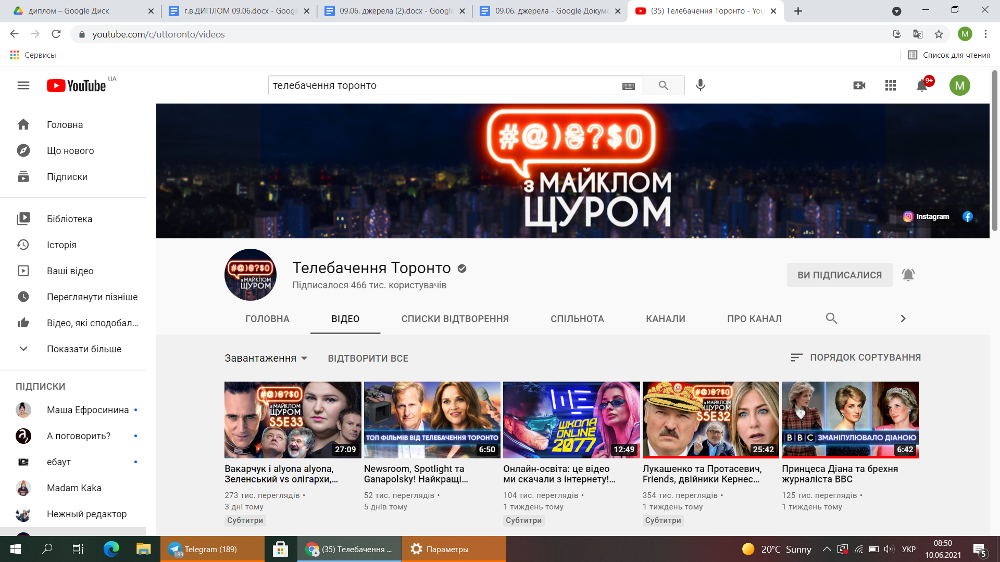 диплом – Google Диск
г.в.ДИПЛОМ 09.06.docx - Google
09.06. джерела (2).docx - Google
09.06. джерела - Google Докуме
(35) Телебачення Торонто - You
youtube.com/c/uttoronto/videos
M
Сервисы
Список для чтения
YouTube UA
телебачення торонто
9+
M
Головна
Що нового
Підписки
Бібліотека
Історія
Ваші відео
Переглянути пізніше
Відео, які сподобал...
Показати більше
ПІДПИСКИ
Маша Ефросинина
А поговорить?
ебаут
Madam Kaka
Нежный редактор
#@)₴?$0
з МАЙКЛОМ
ЩУРОМ
Instagram
#@)₴?$0
з МАЙКЛОМ
ЩУРОМ
Телебачення Торонто
Підписалося 466 тис. користувачів
ВИ ПІДПИСАЛИСЯ
ГОЛОВНА
ВІДЕО
СПИСКИ ВІДТВОРЕННЯ
СПІЛЬНОТА
КАНАЛИ
ПРО КАНАЛ
Завантаження
ВІДТВОРИТИ ВСЕ
ПОРЯДОК СОРТУВАННЯ
#@)₴?$0
з МАЙКЛОМ
ЩУРОМ
S5E33
27:09
Вакарчук і alyona alyona,
Зеленський vs олігархи,...
273 тис. переглядів •
3 дні тому
Субтитри
ТОП ФІЛЬМІВ ВІД ТЕЛЕБАЧЕННЯ ТОРОНТО
6:50
Newsroom, Spotlight та
Ganapolsky! Найкращі...
52 тис. переглядів •
5 днів тому
ШКОЛА
ONLINE
2077
12:49
Онлайн-освіта: це відео
ми скачали з інтернету!...
104 тис. переглядів •
1 тиждень тому
Субтитри
#@)₴?$0
з МАЙКЛОМ
ЩУРОМ
S5E32
25:42
Лукашенко та Протасевич,
Friends, двійники Кернес...
354 тис. переглядів •
1 тиждень тому
Субтитри
BBC ЗМАНІПУЛЮВАЛО ДІАНОЮ
6:42
Принцеса Діана та брехня
журналіста ВВС
125 тис. переглядів •
1 тиждень тому
189
Telegram (189)
(35) Телебачення ...
Параметры
20°C Sunny
УКР
08:50
10.06.2021
5